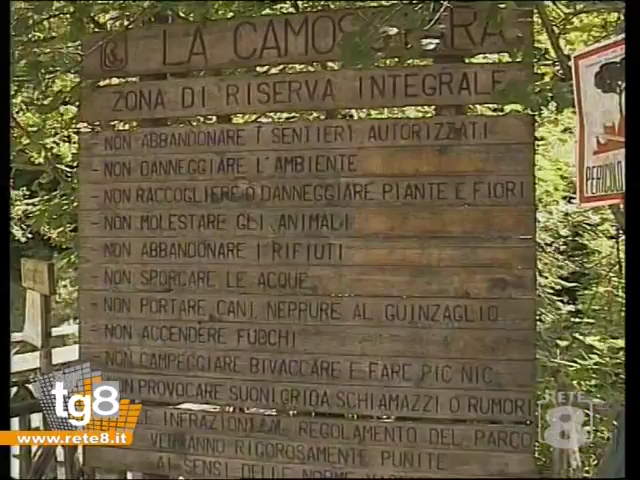 LA CAMOSCIARA
ZONA DI RISERVA INTEGRALE
- NON ABBANDONARE I SENTIERI AUTORIZZATI
- NON DANNEGGIARE L'AMBIENTE
- NON RACCOGLIERE O DANNEGGIARE PIANTE E FIORI
- NON MOLESTARE GLI ANIMALI
- NON ABBANDONARE I RIFIUTI
- NON SPORCARE LE ACQUE
- NON PORTARE CANI, NEPPURE AL GUINZAGLIO
- NON ACCENDERE FUOCHI
- NON CAMPEGGIARE BIVACCARE E FARE PIC NIC
NON PROVOCARE SUONI, GRIDA SCHIAMAZZI O RUMORI
LE INFRAZIONI AL REGOLAMENTO DEL PARCO
VERRANNO RIGOROSAMENTE PUNITE
AI SENSI DELLE NORME
PERICOLO
tg8
www.rete8.it
RETE
8